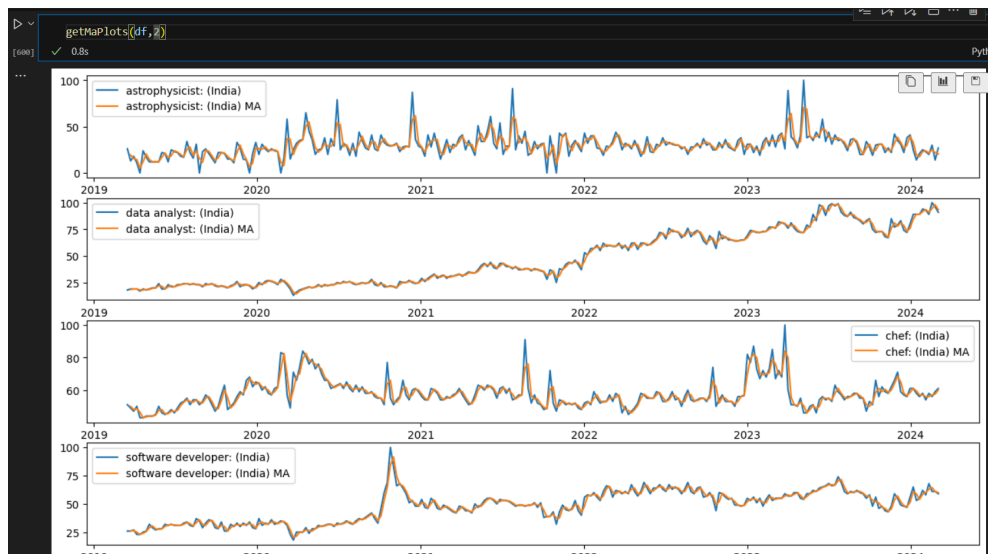 getMaPlots(df,2)
[600]
0.8s
Pyth
...
100
50
0
astrophysicist: (India)
astrophysicist: (India) MA
2019 2020 2021 2022 2023 2024
100
75
50
25
data analyst: (India)
data analyst: (India) MA
2019 2020 2021 2022 2023 2024
100
80
60
chef: (India)
chef: (India) MA
2019 2020 2021 2022 2023 2024
100
75
50
25
software developer: (India)
software developer: (India) MA